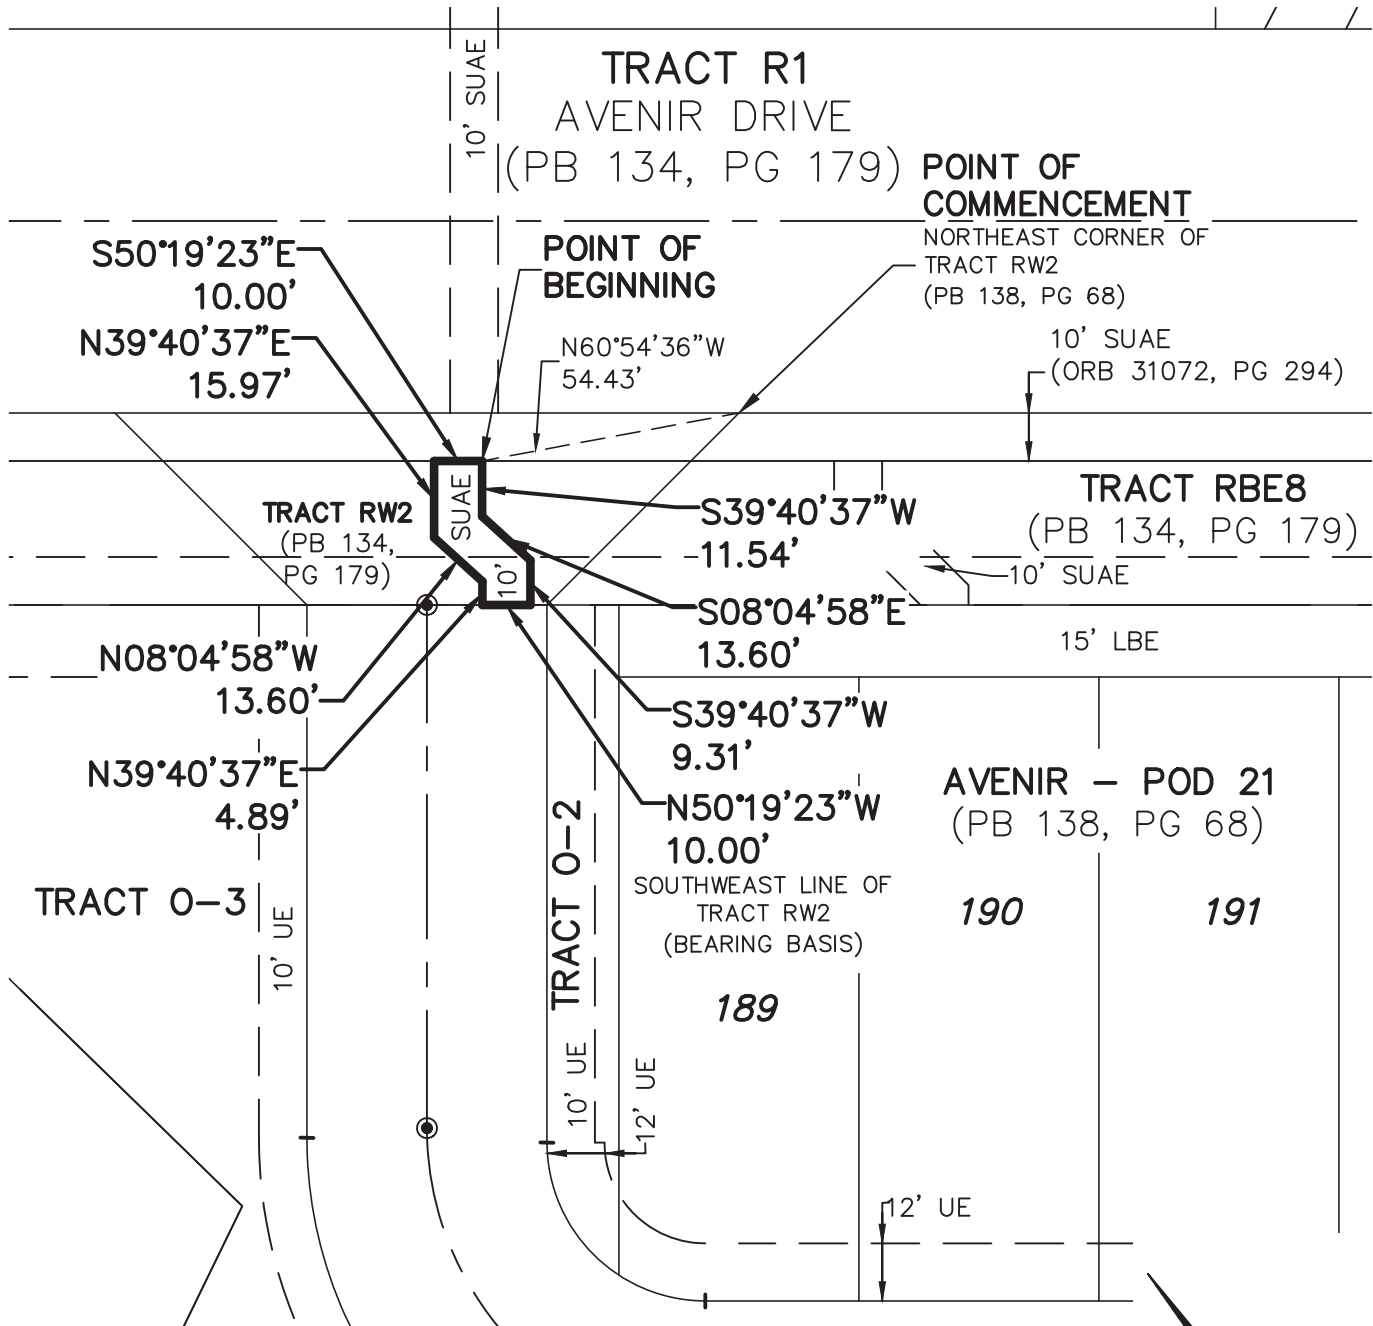 10' SUAE
TRACT R1
AVENIR DRIVE
(PB 134, PG 179)
POINT OF
COMMENCEMENT
NORTHEAST CORNER OF
TRACT RW2
(PB 138, PG 68)
S50°19'23"E
10.00'
POINT OF
BEGINNING
N39°40'37"E
15.97'
N60°54'36"W
54.43'
10' SUAE
(ORB 31072, PG 294)
TRACT RW2
(PB 134,
PG 179)
10' SUAE
S39°40'37"W
11.54'
TRACT RBE8
(PB 134, PG 179)
10' SUAE
S08°04'58"E
13.60'
15' LBE
N08°04'58"W
13.60'
S39°40'37"W
9.31'
N39°40'37"E
4.89'
N50°19'23"W
10.00'
SOUTHWEAST LINE OF
TRACT RW2
(BEARING BASIS)
AVENIR – POD 21
(PB 138, PG 68)
TRACT O-3
10' UE
TRACT O-2
190
191
189
10' UE
12' UE
12' UE